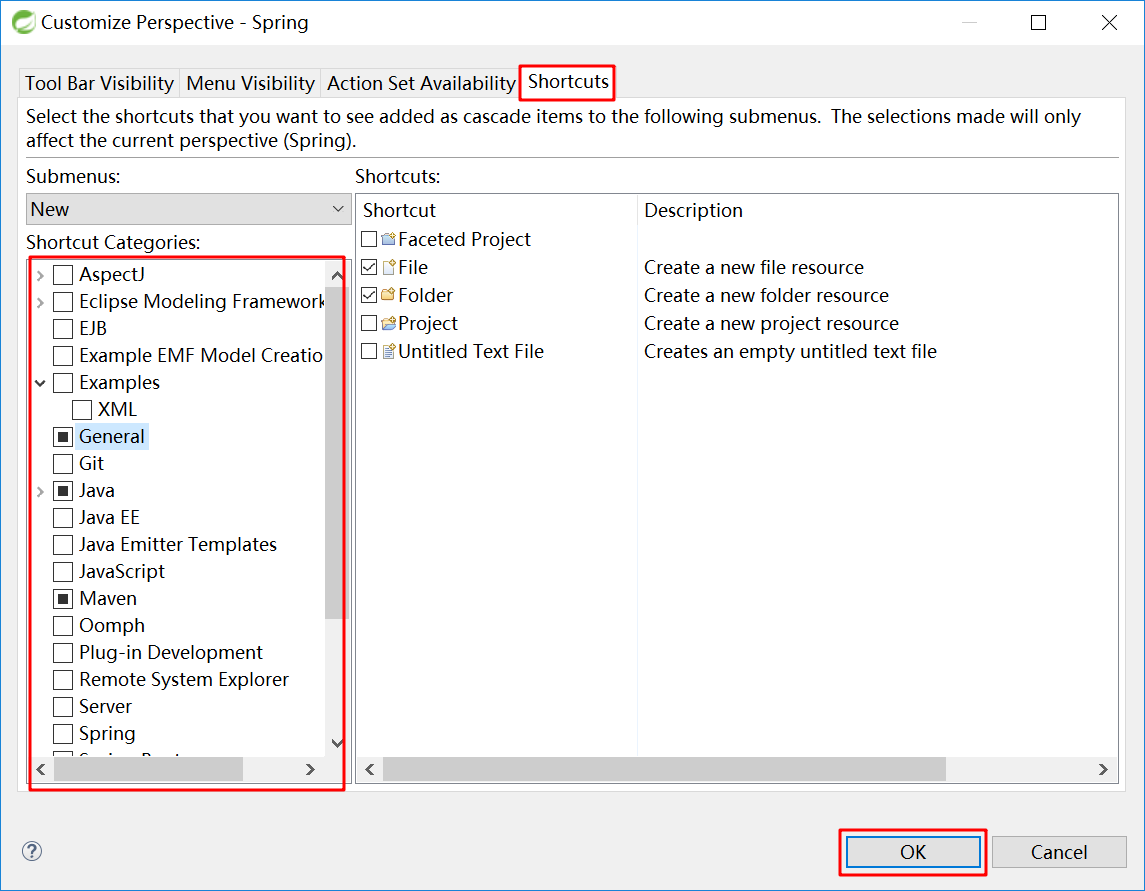 Customize Perspective - Spring
Tool Bar Visibility
Menu Visibility
Action Set Availability
Shortcuts
Select the shortcuts that you want to see added as cascade items to the following submenus.  The selections made will only
affect the current perspective (Spring).
Submenus:
New
Shortcut Categories:
AspectJ
Eclipse Modeling Framework
EJB
Example EMF Model Creatio
Examples
XML
General
Git
Java
Java EE
Java Emitter Templates
JavaScript
Maven
Oomph
Plug-in Development
Remote System Explorer
Server
Spring
Shortcuts:
Shortcut Description
Faceted Project
File Create a new file resource
Folder Create a new folder resource
Project Create a new project resource
Untitled Text File Creates an empty untitled text file
?
OK
Cancel